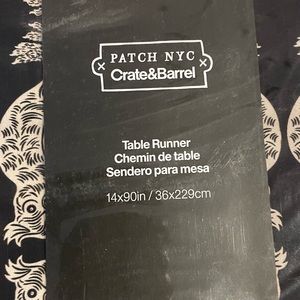 PATCH NYC
Crate&Barrel
Table Runner
Chemin de table
Sendero para mesa
14x90in / 36x229cm